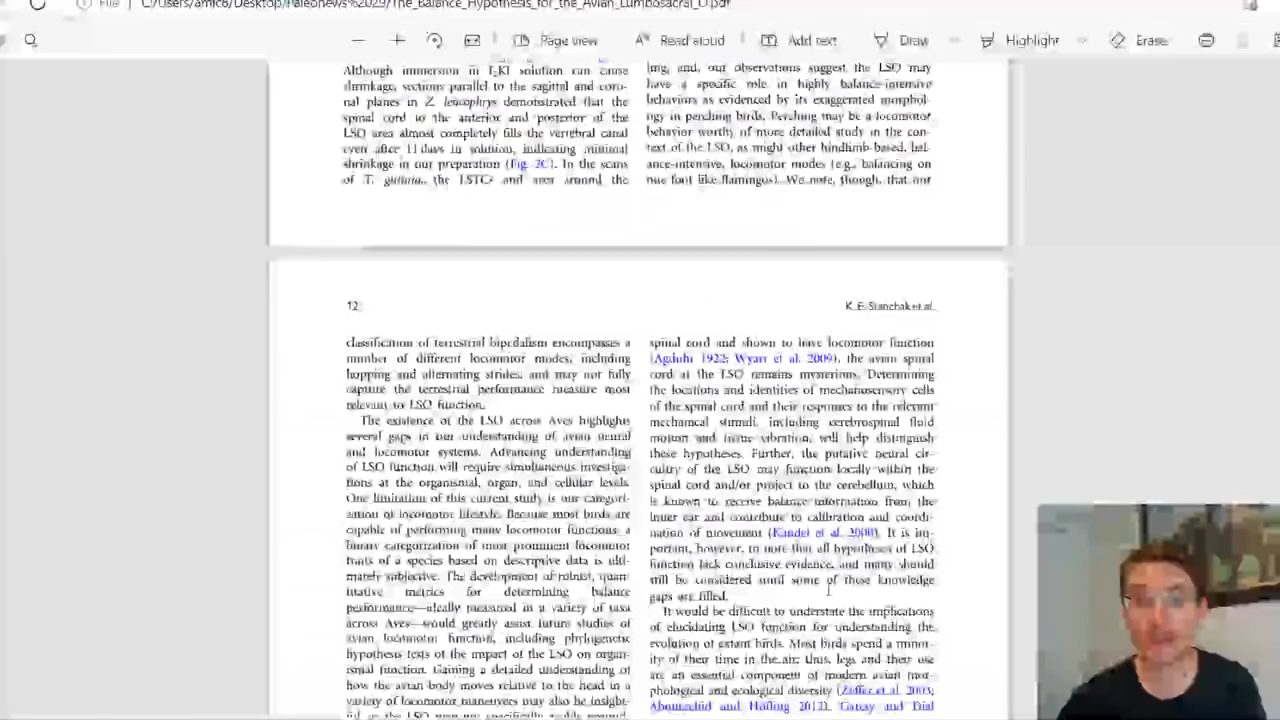 File
C:/Users/amic8/Desktop/Paleonews%2029/The_Balance_Hypothesis_for_the_Avian_Lumbosacral_O.pdf
Page view
Read aloud
Add text
Draw
Highlight
Erase
Although immersion in I2KI solution can cause
shrinkage, sections parallel to the sagittal and coro-
nal planes in Z. leucophrys demonstrated that the
spinal cord to the anterior and posterior of the
LSO area almost completely fills the vertebral canal
even after 11 days in solution, indicating minimal
shrinkage in our preparation (Fig. 2C). In the scans
of T. guttata, the LSTCs and area around the
ing, and, our observations suggest the LSO may
have a specific role in highly balance-intensive
behaviors as evidenced by its exaggerated morphol-
ogy in perching birds. Perching may be a locomotor
behavior worthy of more detailed study in the con-
text of the LSO, as might other hindlimb-based, bal-
ance-intensive, locomotor modes (e.g., balancing on
one foot like flamingos). We note, though, that our
12
K. E. Stanchak et al.
classification of terrestrial bipedalism encompasses a
number of different locomotor modes, including
hopping and alternating strides, and may not fully
capture the terrestrial performance measure most
relevant to LSO function.
The existence of the LSO across Aves highlights
several gaps in our understanding of avian neural
and locomotor systems. Advancing understanding
of LSO function will require simultaneous investiga-
tions at the organismal, organ, and cellular levels.
One limitation of this current study is our categori-
zation of locomotor lifestyle. Because most birds are
capable of performing many locomotor functions, a
binary categorization of most prominent locomotor
traits of a species based on descriptive data is ulti-
mately subjective. The development of robust, quan-
titative metrics for determining balance
performance—ideally measured in a variety of taxa
across Aves—would greatly assist future studies of
avian locomotor function, including phylogenetic
hypothesis tests of the impact of the LSO on organ-
ismal function. Gaining a detailed understanding of
how the avian body moves relative to the head in a
variety of locomotor maneuvers may also be insight-
spinal cord and shown to have locomotor function
(Agduhr 1922; Wyart et al. 2009), the avian spinal
cord at the LSO remains mysterious. Determining
the locations and identities of mechanosensory cells
of the spinal cord and their responses to the relevant
mechanical stimuli, including cerebrospinal fluid
motion and tissue vibration, will help distinguish
these hypotheses. Further, the putative neural cir-
cuitry of the LSO may function locally within the
spinal cord and/or project to the cerebellum, which
is known to receive balance information from the
inner ear and contribute to calibration and coordi-
nation of movement (Kandel et al. 2000). It is im-
portant, however, to note that all hypotheses of LSO
function lack conclusive evidence, and many should
still be considered until some of these knowledge
gaps are filled.
It would be difficult to understate the implications
of elucidating LSO function for understanding the
evolution of extant birds. Most birds spend a minor-
ity of their time in the air; thus, legs and their use
are an essential component of modern avian mor-
phological and ecological diversity (Zeffer et al. 2003;
Abourachid and Höfling 2012). Gatesy and Dial